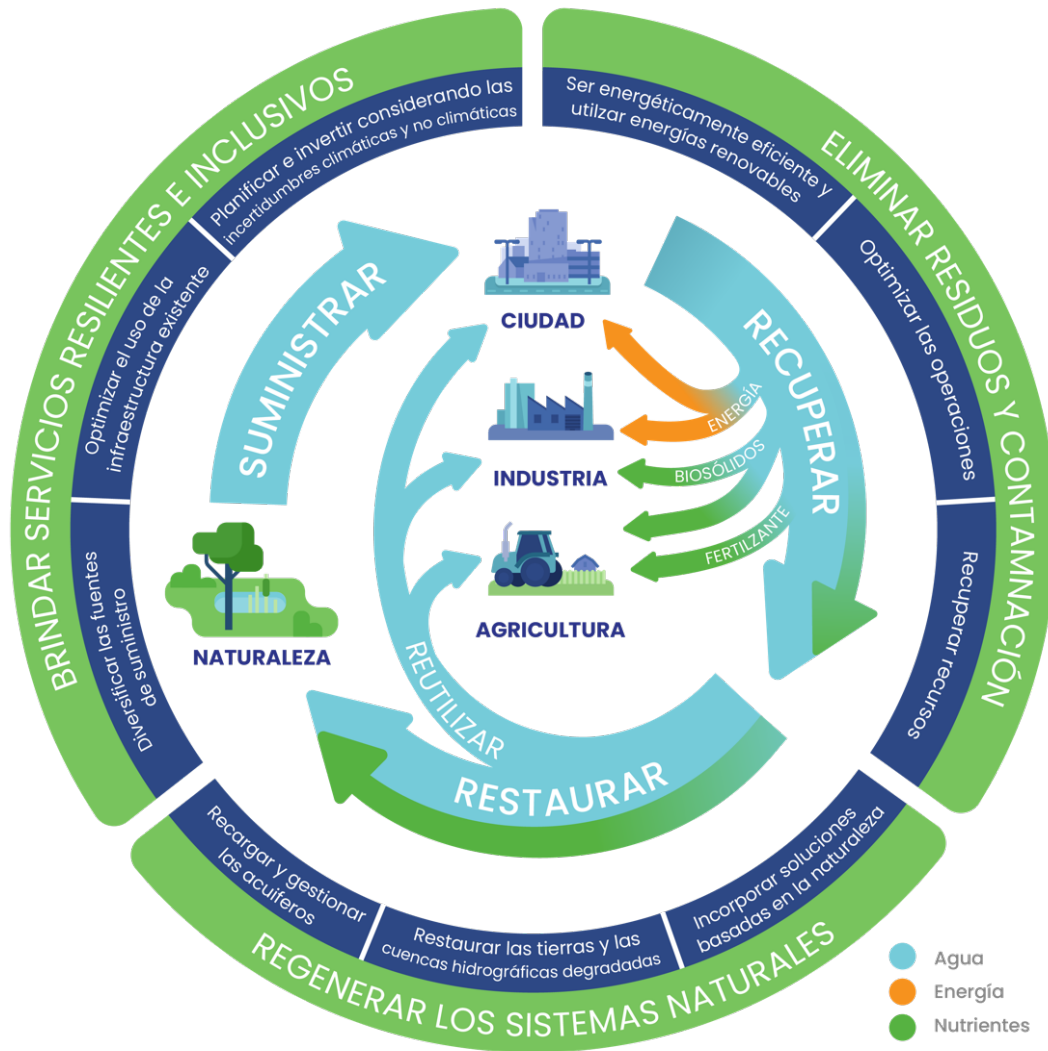 BRINDAR SERVICIOS RESILIENTES E INCLUSIVOS
Planificar e invertir considerando las
incertidumbres climáticas y no climáticas
Optimizar el uso de la
infraestructura existente
Diversificar las fuentes
de suministro
ELIMINAR RESIDUOS Y CONTAMNACIÓN
Ser energéticamente eficiente y
utilzar energías renovables
Optimizar las operaciones
Recuperar recursos
REGENERAR LOS SISTEMAS NATURALES
Recargar y gestionar
las acuíferos
Restaurar las tierras y las
cuencas hidrográficas degradadas
Incorporar soluciones
basadas en la naturaleza
SUMINISTRAR
RECUPERAR
RESTAURAR
REUTILIZAR
CIUDAD
INDUSTRIA
AGRICULTURA
NATURALEZA
ENERGÍA
BIOSÓLIDOS
FERTILZANTE
Agua
Energía
Nutrientes